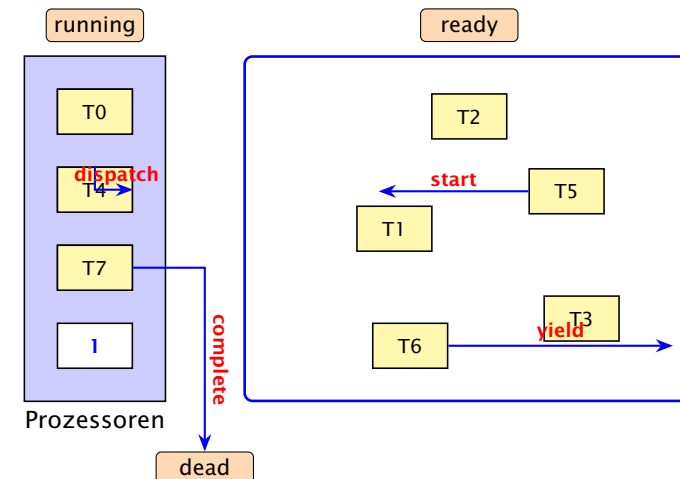 running
ready
T0
T2
dispatch
T4
start
T5
T1
T7
T3
yield
T6
1
complete
Prozessoren
dead